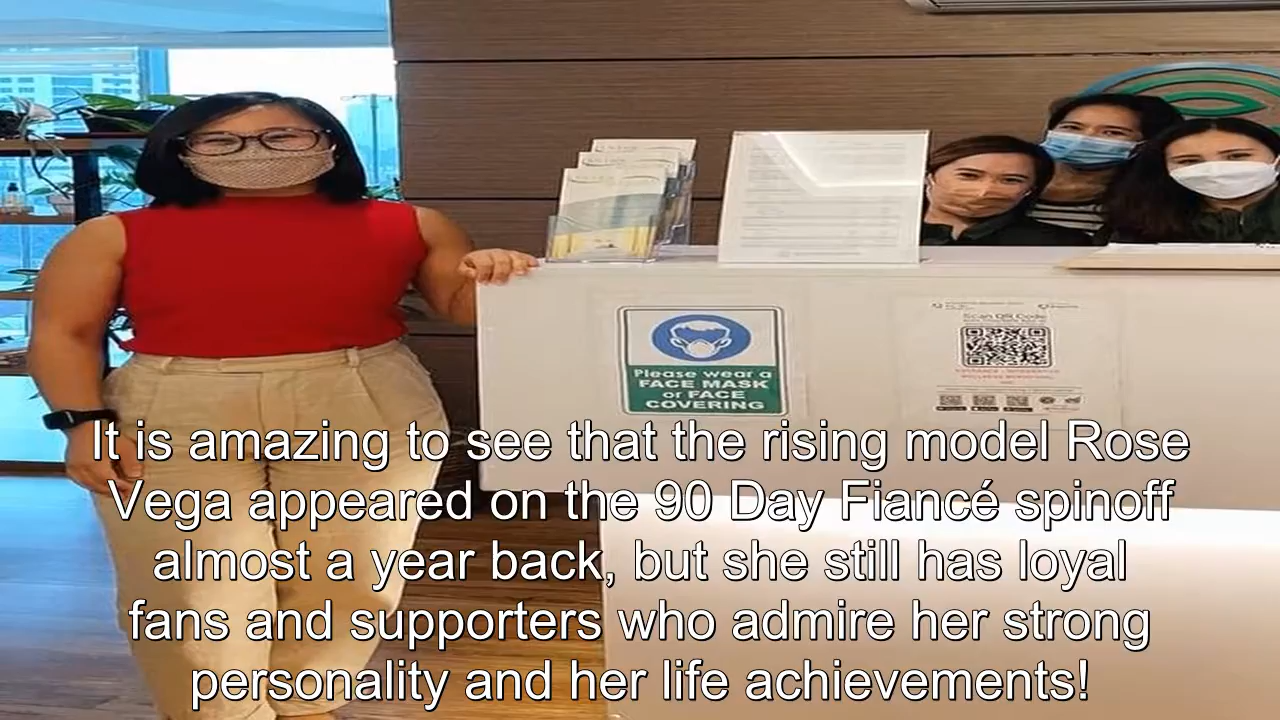 Please wear a
FACE MASK
or FACE
COVERING
Scan QR Code
It is amazing to see that the rising model Rose
Vega appeared on the 90 Day Fiancé spinoff
almost a year back, but she still has loyal
fans and supporters who admire her strong
personality and her life achievements!